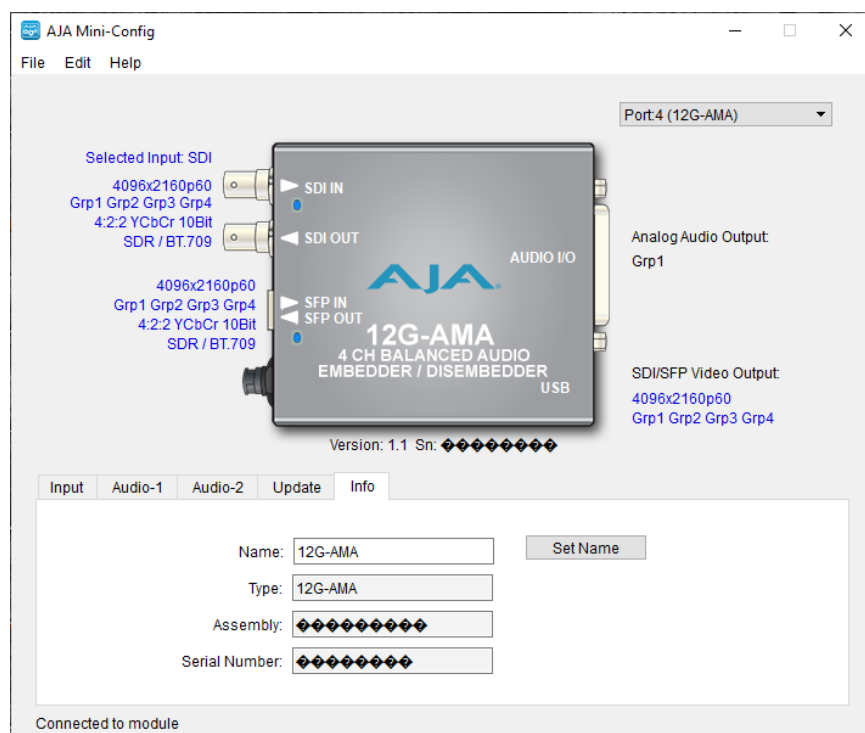 AJA Mini-Config
File Edit Help
Port:4 (12G-AMA)
Selected Input: SDI
4096x2160p60
Grp1 Grp2 Grp3 Grp4
4:2:2 YCbCr 10Bit
SDR / BT.709
4096x2160p60
Grp1 Grp2 Grp3 Grp4
4:2:2 YCbCr 10Bit
SDR / BT.709
SDI IN
SDI OUT
AUDIO I/O
AJA
SFP IN
SFP OUT
12G-AMA
4 CH BALANCED AUDIO
EMBEDDER / DISEMBEDDER
USB
Analog Audio Output:
Grp1
SDI/SFP Video Output:
4096x2160p60
Grp1 Grp2 Grp3 Grp4
Version: 1.1 Sn: ��������
Input Audio-1 Audio-2 Update Info
Name: 12G-AMA Set Name
Type: 12G-AMA
Assembly: ���������
Serial Number: ��������
Connected to module